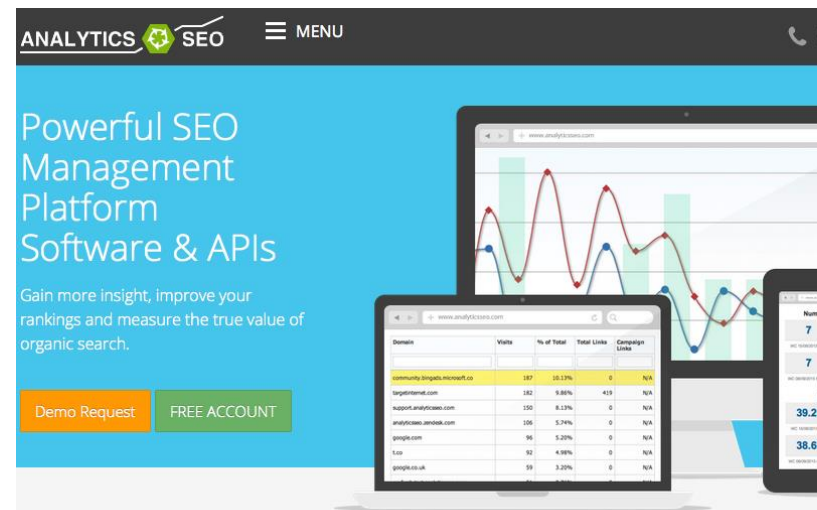 ANALYTICS SEO
MENU
Powerful SEO
Management
Platform
Software & APIs
Gain more insight, improve your
rankings and measure the true value of
organic search.
Demo Request
FREE ACCOUNT
www.analyticsseo.com
www.analyticsseo.com
Domain Visits % of Total Total Links Campaign
Links
community.bingads.microsoft.co 187 10.13% 0 N/A
targetinternet.com 182 9.86% 419 N/A
support.analyticsseo.com 150 8.13% 0 N/A
analyticsseo.zendesk.com 106 5.74% 0 N/A
google.com 96 5.20% 0 N/A
t.co 92 4.98% 0 N/A
google.co.uk 59 3.20% 0 N/A
Num
7
7
39.2
38.6